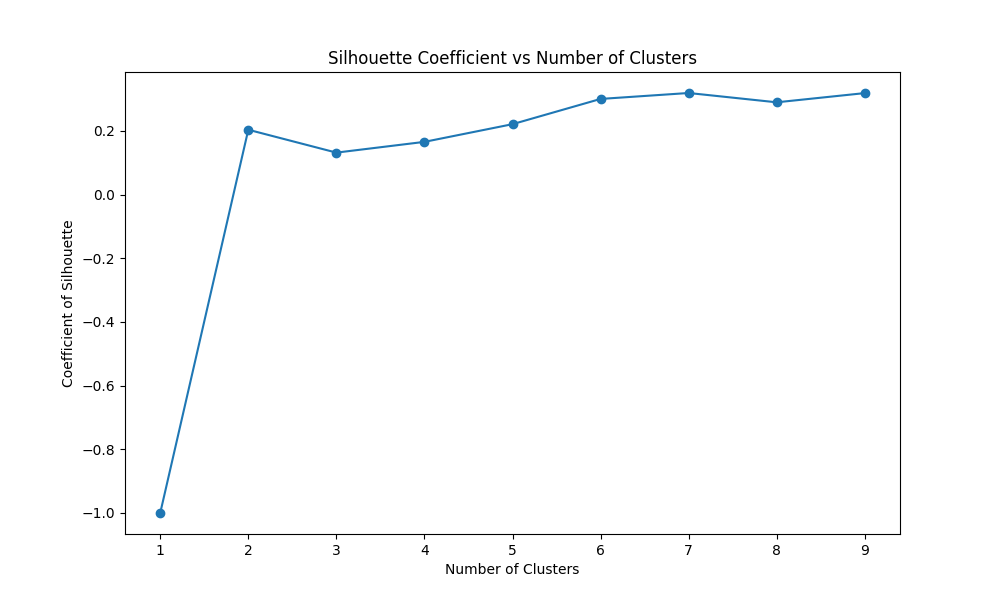 Silhouette Coefficient vs Number of Clusters
Coefficient of Silhouette
0.2
0.0
−0.2
−0.4
−0.6
−0.8
−1.0
1 2 3 4 5 6 7 8 9
Number of Clusters